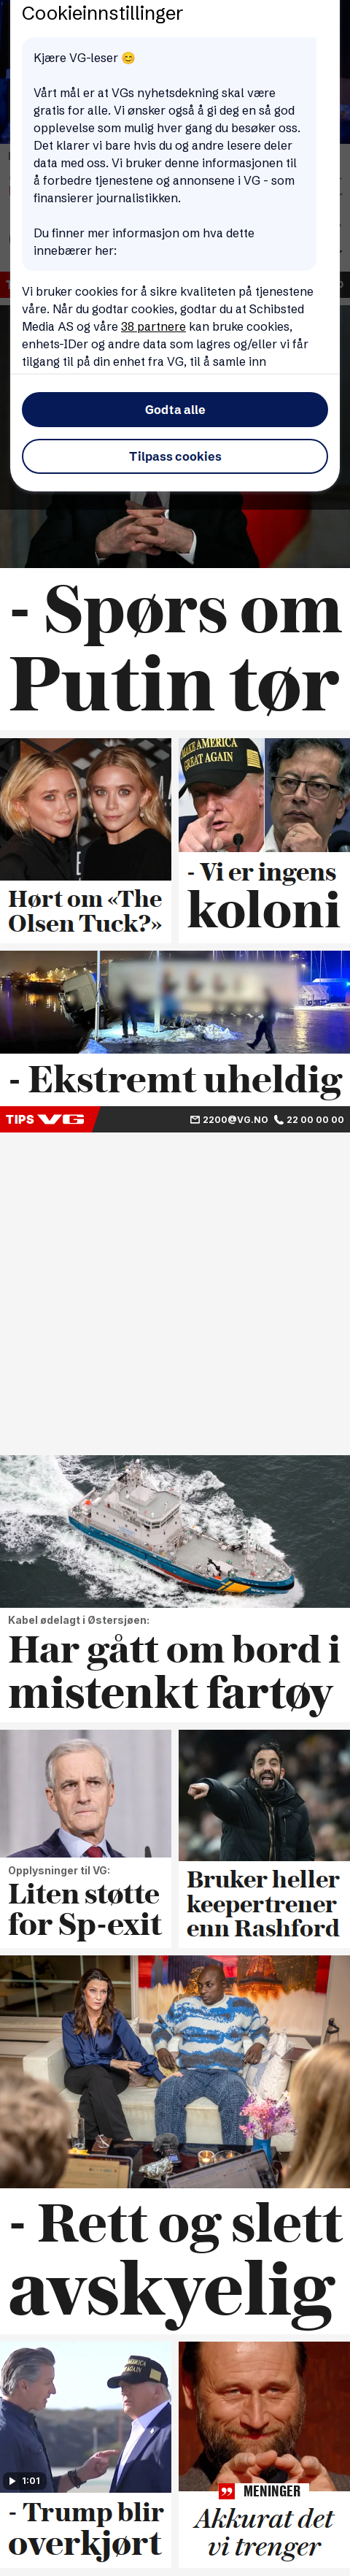 Cookieinnstillinger
Kjære VG-leser 😊
Vårt mål er at VGs nyhetsdekning skal være
gratis for alle. Vi ønsker også å gi deg en så god
opplevelse som mulig hver gang du besøker oss.
Det klarer vi bare hvis du og andre lesere deler
data med oss. Vi bruker denne informasjonen til
å forbedre tjenestene og annonsene i VG - som
finansierer journalistikken.
Du finner mer informasjon om hva dette
innebærer her:
Vi bruker cookies for å sikre kvaliteten på tjenestene
våre. Når du godtar cookies, godtar du at Schibsted
Media AS og våre 38 partnere kan bruke cookies,
enhets-IDer og andre data som lagres og/eller vi får
tilgang til på din enhet fra VG, til å samle inn
Godta alle
Tilpass cookies
- Spørs om
Putin tør
MAKE AMERICA
GREAT AGAIN
Hørt om «The
Olsen Tuck?»
- Vi er ingens
koloni
- Ekstremt uheldig
TIPS VG
2200@VG.NO 22 00 00 00
Kabel ødelagt i Østersjøen:
Har gått om bord i
mistenkt fartøy
Opplysninger til VG:
Liten støtte
for Sp-exit
Bruker heller
keepertrener
enn Rashford
- Rett og slett
avskyelig
1:01
- Trump blir
overkjørt
MENINGER
Akkurat det
vi trenger